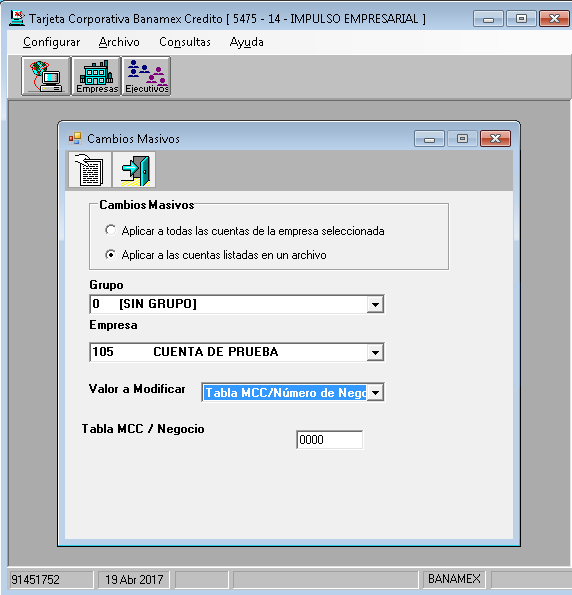 Tarjeta Corporativa Banamex Credito [ 5475 - 14 - IMPULSO EMPRESARIAL ]
Configurar Archivo Consultas Ayuda
Empresas Ejecutivos
Cambios Masivos
Cambios Masivos
Aplicar a todas las cuentas de la empresa seleccionada
Aplicar a las cuentas listadas en un archivo
Grupo
0 [SIN GRUPO]
Empresa
105 CUENTA DE PRUEBA
Valor a Modificar Tabla MCC/Número de Nego
Tabla MCC / Negocio
0000
91451752 19 Abr 2017 BANAMEX